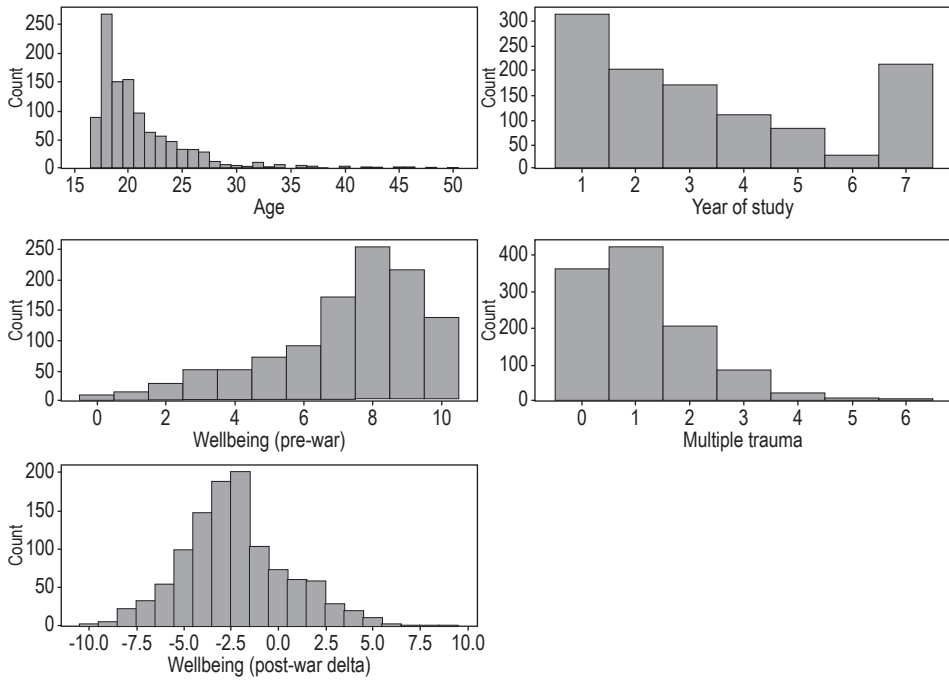 250
200
150
100
50
0
Count
15 20 25 30 35 40 45 50
Age
300
300
250
200
150
100
50
0
Count
1 2 3 4 5 6 7
Year of study
250
200
150
100
50
0
Count
0 2 4 6 8 10
Wellbeing (pre-war)
400
300
200
100
0
Count
0 1 2 3 4 5 6
Multiple trauma
200
150
100
50
0
Count
-10.0 -7.5 -5.0 -2.5 0.0 2.5 5.0 7.5 10.0
Wellbeing (post-war delta)